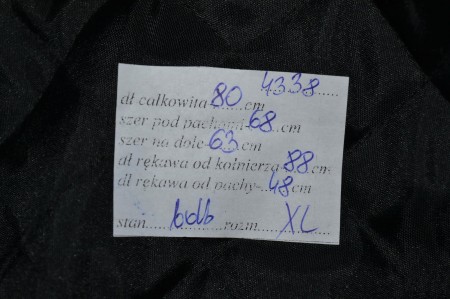 4338
dł całkowita 80 cm
szer pod pachami 68 cm
szer na dole 63 cm
dł rękawa od kołnierza 88 cm
dł rękawa od pachy 48 cm
stan bdb rozm XL